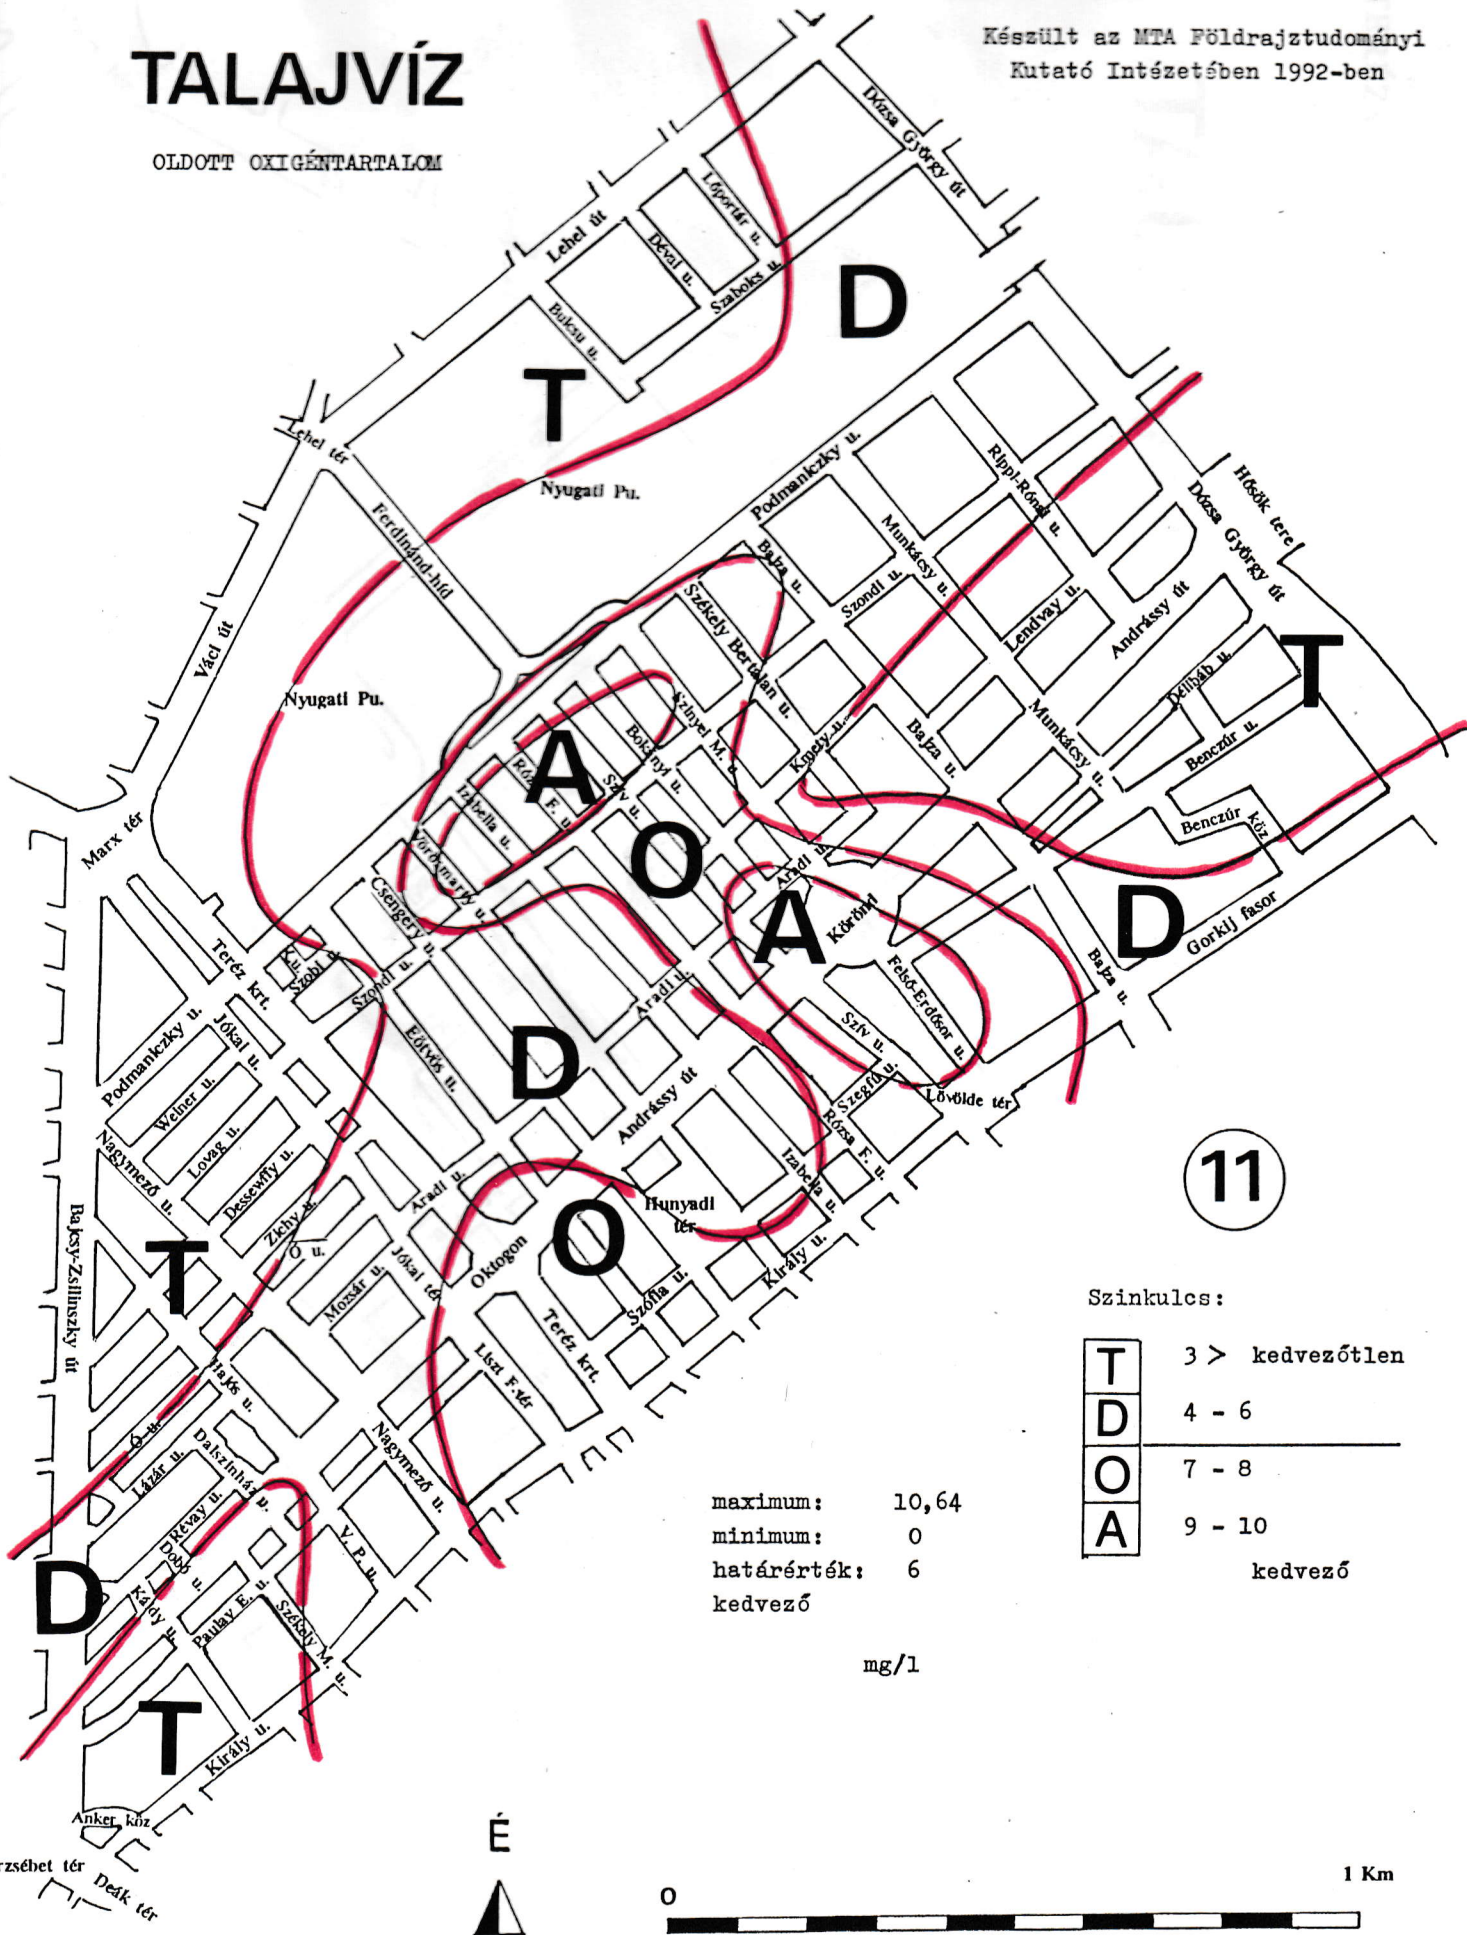 TALAJVÍZ
OLDOTT OXIGÉNTARTALOM
Készült az MTA Földrajztudományi
Kutató Intézetében 1992-ben
Dózsa György út
Lőportár u.
Lehel út
Dévai u.
Szabolcs u.
Bulcsu u.
D
T
Lehel tér
Nyugati Pu.
Ferdinánd-híd
Podmaniczky u.
Rippl-Rónai u.
Hősök tere
Dózsa György út
Munkácsy u.
Bajza u.
Szondi u.
Székely Bertalan u.
Lendvay u.
Andrássy út
Váci út
Délibáb u.
T
Nyugati Pu.
Szinyei M. u.
Bokányi u.
Kmety u.
Bajza u.
Munkácsy u.
Benczúr u.
A
Rózsa F. u.
Szív u.
Izabella u.
Marx tér
Benczúr köz
Vörösmarty u.
O
Aradi u.
Csengery u.
A
Körönd
D
Gorkij fasor
Teréz krt.
Ku.
Szobi u.
Szondi u.
Aradi u.
Felső-Erdősor u.
Bajza u.
Podmaniczky u.
Jókai u.
Eötvös u.
D
Szív u.
Weiner u.
Andrássy út
Szegfű u.
Lövölde tér
Nagymező u.
Lovag u.
Rózsa F. u.
Dessewffy u.
Aradi u.
Izabella u.
11
Zichy u.
Hunyadi
tér
Bajcsy-Zsilinszky út
T
Ó u.
Jókai tér
Oktogon
O
Király u.
Mozsár u.
Szófia u.
Teréz krt.
Szinkulcs:
T 3 > kedvezőtlen
D 4 - 6
O 7 - 8
A 9 - 10
kedvező
Hajós u.
Liszt F. tér
Ó u.
Lázár u.
Dalszínház u.
Nagymező u.
Révay u.
V. P. u.
Dobó u.
D
Káldy u.
Paulay E. u.
Székely M. u.
maximum: 10,64
minimum: 0
határérték: 6
kedvező
mg/l
T
Király u.
Anker köz
rzsébet tér
Deák tér
É
0
1 Km